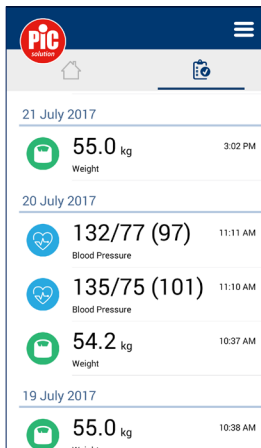 PiC
solution
21 July 2017
55.0 kg 3:02 PM
Weight
20 July 2017
132/77 (97) 11:11 AM
Blood Pressure
135/75 (101) 11:10 AM
Blood Pressure
54.2 kg 10:37 AM
Weight
19 July 2017
55.0 kg 10:38 AM
Weight